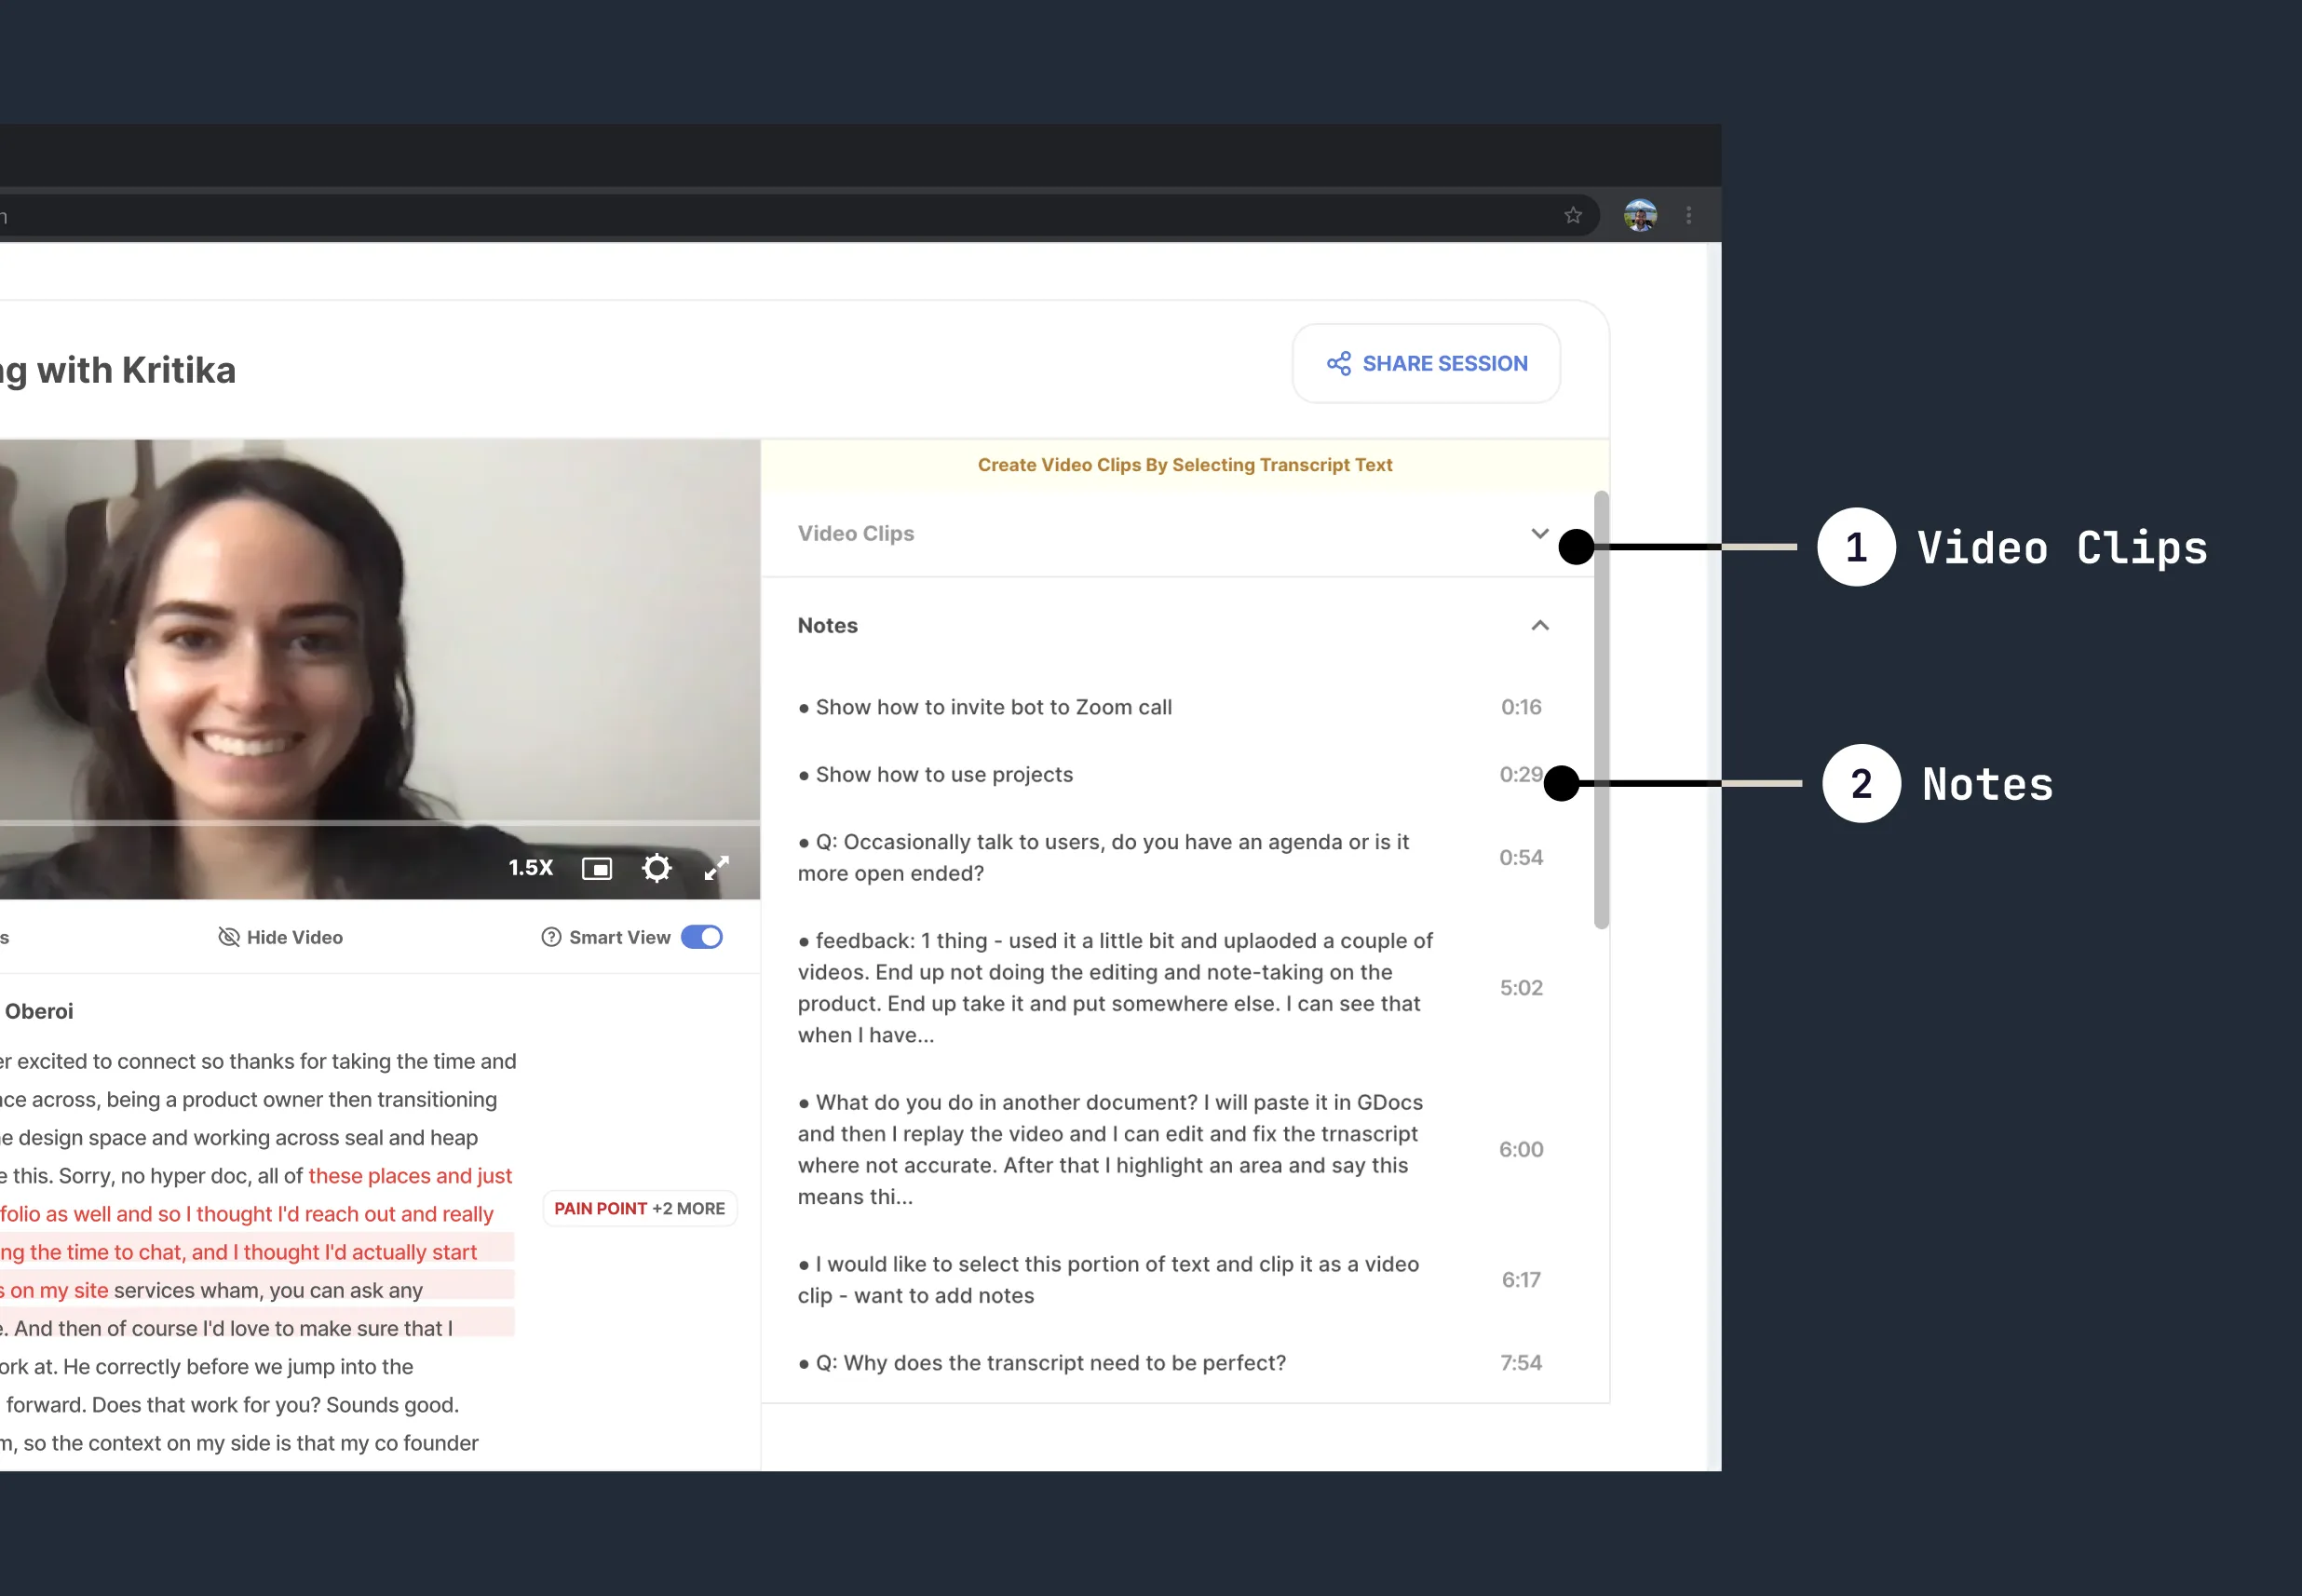 ng with Kritika
SHARE SESSION
Create Video Clips By Selecting Transcript Text
Video Clips
Notes
● Show how to invite bot to Zoom call 0:16
● Show how to use projects 0:29
● Q: Occasionally talk to users, do you have an agenda or is it
more open ended?
0:54
● feedback: 1 thing - used it a little bit and uplaoded a couple of
videos. End up not doing the editing and note-taking on the
product. End up take it and put somewhere else. I can see that
when I have...
5:02
● What do you do in another document? I will paste it in GDocs
and then I replay the video and I can edit and fix the trnascript
where not accurate. After that I highlight an area and say this
means thi...
6:00
● I would like to select this portion of text and clip it as a video
clip - want to add notes
6:17
● Q: Why does the transcript need to be perfect? 7:54
1.5X
s
Hide Video
Smart View
Oberoi
er excited to connect so thanks for taking the time and
nce across, being a product owner then transitioning
e design space and working across seal and heap
e this. Sorry, no hyper doc, all of these places and just
folio as well and so I thought I'd reach out and really
ng the time to chat, and I thought I'd actually start
s on my site services wham, you can ask any
e. And then of course I'd love to make sure that I
ork at. He correctly before we jump into the
forward. Does that work for you? Sounds good.
m, so the context on my side is that my co founder
PAIN POINT +2 MORE
1 Video Clips
2 Notes